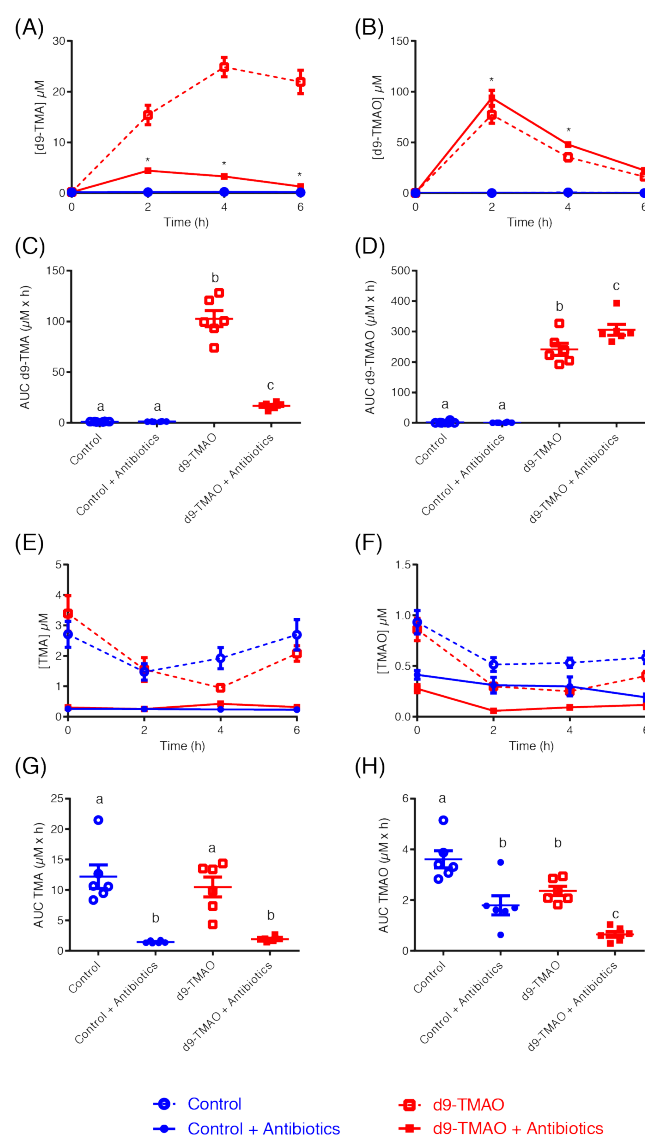 (A)
30
20
10
0
[d9-TMA] µM
*
*
*
0
2
4
6
Time (h)
(B)
150
100
50
0
[d9-TMAO] µM
*
*
0
2
4
6
Time (h)
(C)
150
100
50
0
AUC d9-TMA (µM x h)
a
a
b
c
Control
Control + Antibiotics
d9-TMAO
d9-TMAO + Antibiotics
(D)
500
400
300
200
100
0
AUC d9-TMAO (µM x h)
a
a
b
c
Control
Control + Antibiotics
d9-TMAO
d9-TMAO + Antibiotics
(E)
5
4
3
2
1
0
[TMA] µM
0
2
4
6
Time (h)
(F)
1.5
1.0
0.5
0.0
[TMAO] µM
0
2
4
6
Time (h)
(G)
25
20
15
10
5
0
AUC TMA (µM x h)
a
b
a
b
Control
Control + Antibiotics
d9-TMAO
d9-TMAO + Antibiotics
(H)
6
4
2
0
AUC TMAO (µM x h)
a
b
b
c
Control
Control + Antibiotics
d9-TMAO
d9-TMAO + Antibiotics
Control
Control + Antibiotics
d9-TMAO
d9-TMAO + Antibiotics